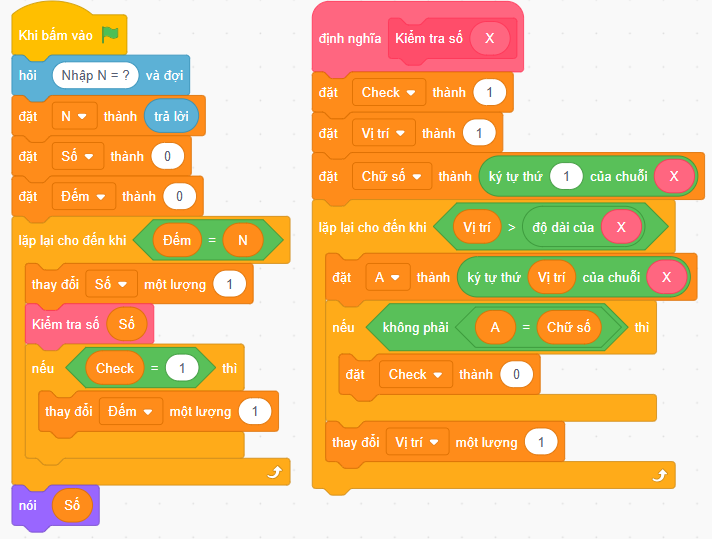 Khi bấm vào
hỏi Nhập N = ? và đợi
đặt N thành trả lời
đặt Số thành 0
đặt Đếm thành 0
lặp lại cho đến khi Đếm = N
thay đổi Số một lượng 1
Kiểm tra số Số
nếu Check = 1 thì
thay đổi Đếm một lượng 1
nói Số
định nghĩa Kiểm tra số X
đặt Check thành 1
đặt Vị trí thành 1
đặt Chữ số thành ký tự thứ 1 của chuỗi X
lặp lại cho đến khi Vị trí > độ dài của X
đặt A thành ký tự thứ Vị trí của chuỗi X
nếu không phải A = Chữ số thì
đặt Check thành 0
thay đổi Vị trí một lượng 1